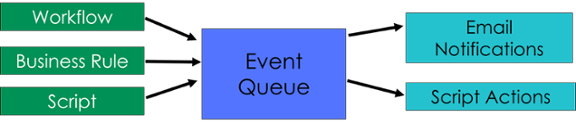 Workflow
Business Rule
Script
Event
Queue
Email
Notifications
Script Actions